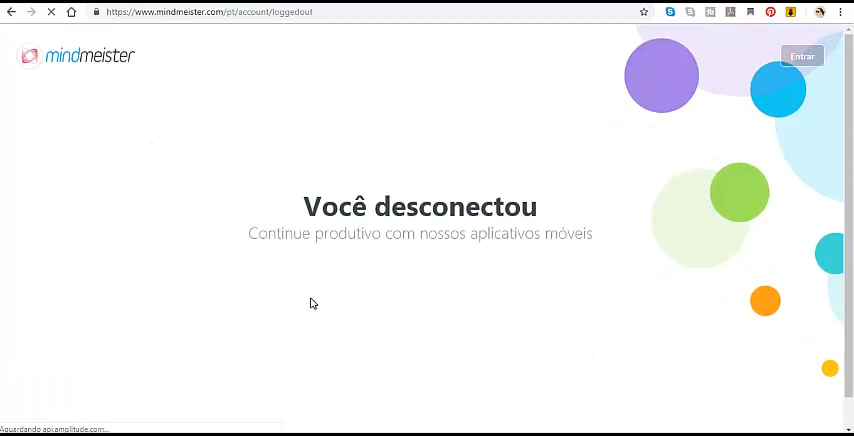 https://www.mindmeister.com/pt/account/loggedout
mindmeister
Entrar
Você desconectou
Continue produtivo com nossos aplicativos móveis
Aguardando api.amplitude.com...